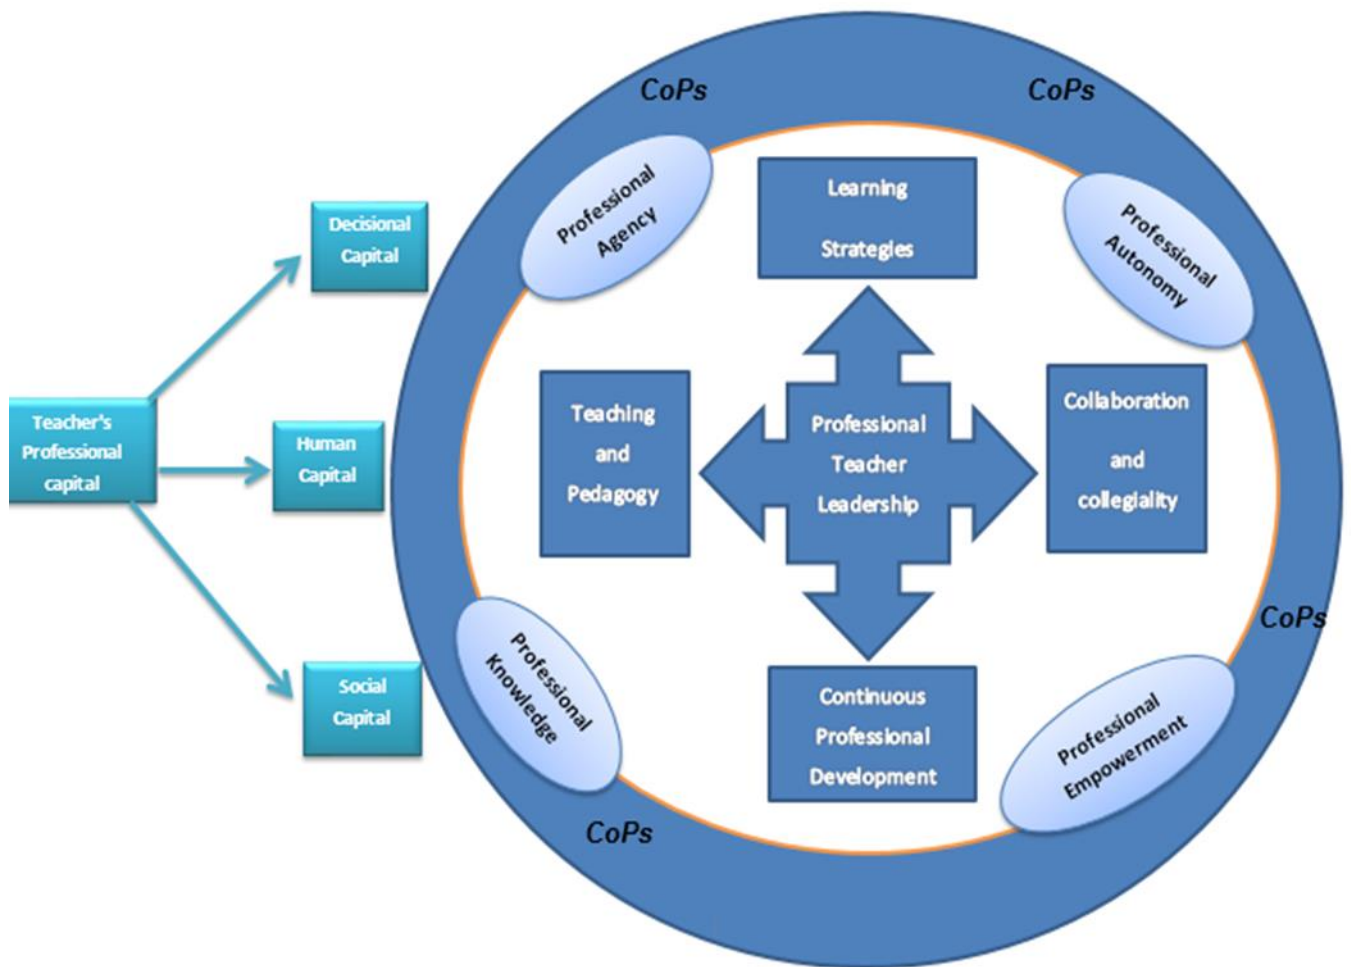 CoPs
CoPs
Professional
Agency
Learning
Strategies
Professional
Autonomy
Decisional
Capital
Teacher's
Professional
capital
Human
Capital
Social
Capital
Teaching
and
Pedagogy
Professional
Teacher
Leadership
Collaboration
and
collegiality
CoPs
Professional
Knowledge
Continuous
Professional
Development
Professional
Empowerment
CoPs